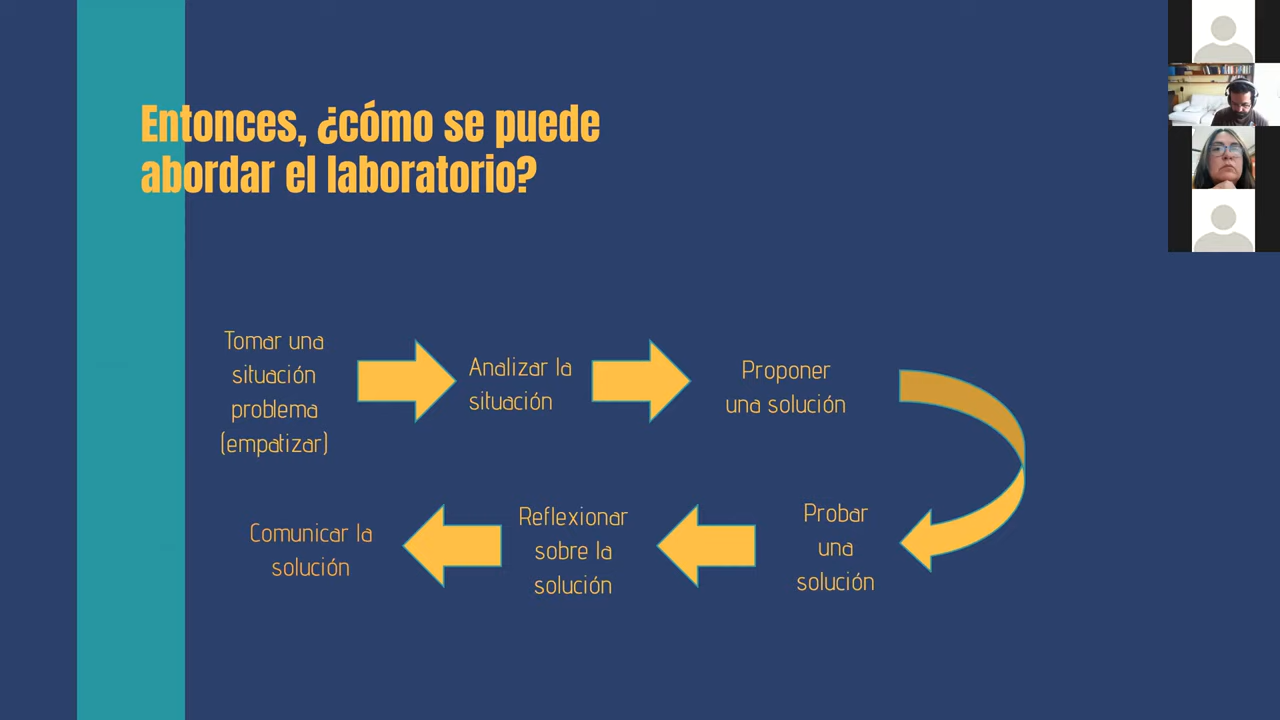 Entonces, ¿cómo se puede
abordar el laboratorio?
Tomar una
situación
problema
(empatizar)
Analizar la
situación
Proponer
una solución
Probar
una
solución
Reflexionar
sobre la
solución
Comunicar la
solución